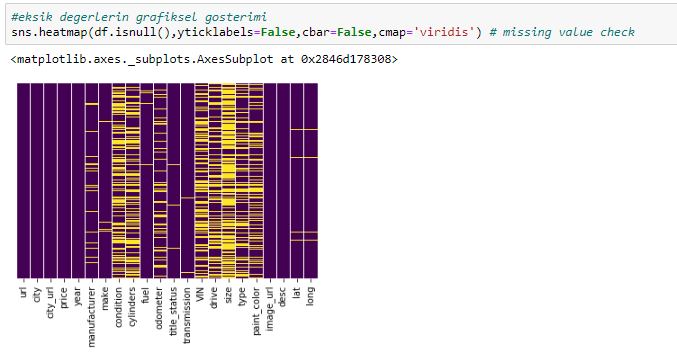 #eksik degerlerin grafiksel gosterimi
sns.heatmap(df.isnull(),yticklabels=False,cbar=False,cmap='viridis') # missing value check
<matplotlib.axes._subplots.AxesSubplot at 0x2846d178308>
url
city
city_url
price
year
manufacturer
make
condition
cylinders
fuel
odometer
title_status
transmission
VIN
drive
size
type
paint_color
image_url
desc
lat
long